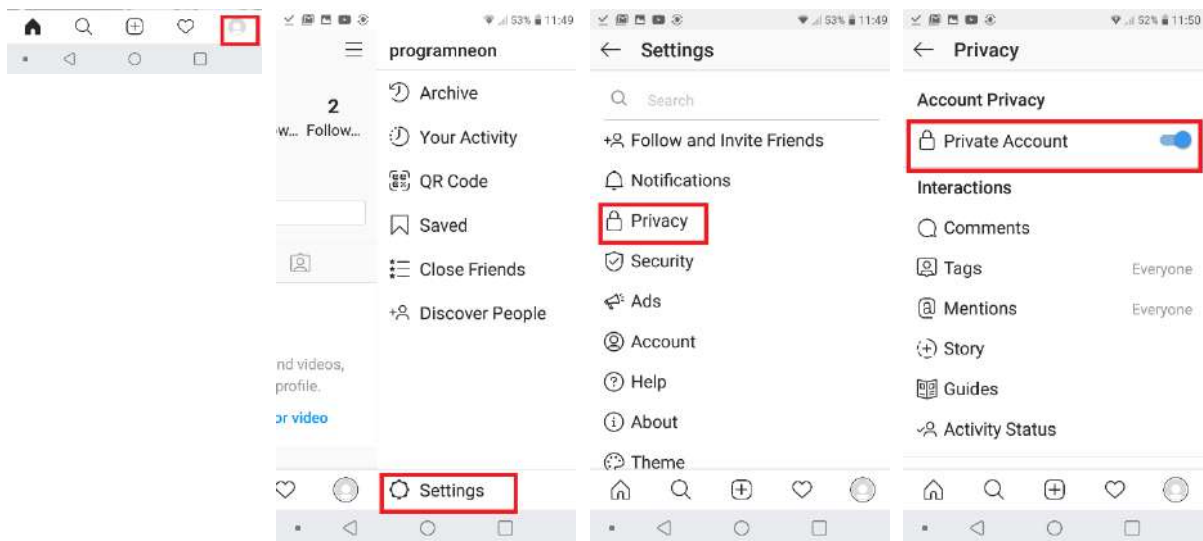 53% 11:49
2
w... Follow...
nd videos,
profile.
or video
programneon
Archive
Your Activity
QR Code
Saved
Close Friends
Discover People
Settings
53% 11:49
Settings
Search
Follow and Invite Friends
Notifications
Privacy
Security
Ads
Account
Help
About
Theme
52% 11:50
Privacy
Account Privacy
Private Account
Interactions
Comments
Tags Everyone
Mentions Everyone
Story
Guides
Activity Status